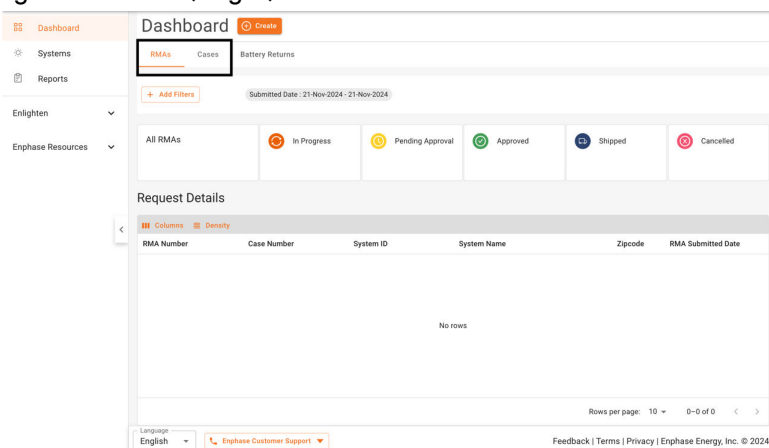 Dashboard
Systems
Reports
Enlighten
Enphase Resources
Dashboard
Create
RMAs Cases Battery Returns
+ Add Filters
Submitted Date : 21-Nov-2024 - 21-Nov-2024
All RMAs
In Progress
Pending Approval
Approved
Shipped
Cancelled
Request Details
Columns Density
RMA Number Case Number System ID System Name Zipcode RMA Submitted Date
No rows
Rows per page: 10 0–0 of 0
Language
English
Enphase Customer Support
Feedback | Terms | Privacy | Enphase Energy, Inc. © 2024